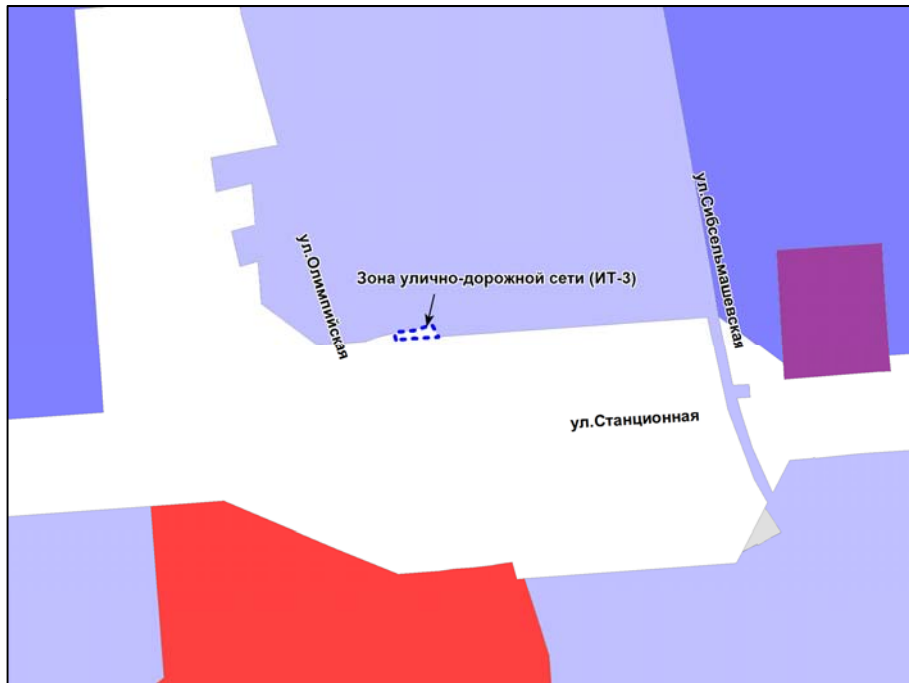 ул.Сибсельмашевская
ул.Олимпийская
Зона улично-дорожной сети (ИТ-3)
ул.Станционная